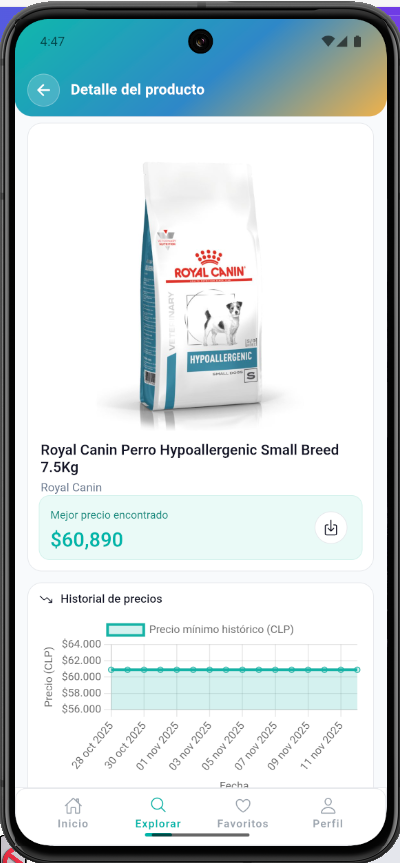 4:47
Detalle del producto
ROYAL CANIN
VETERINARY
HYPOALLERGENIC
SMALL DOGS
S
Royal Canin Perro Hypoallergenic Small Breed
7.5Kg
Royal Canin
Mejor precio encontrado
$60,890
Historial de precios
Precio mínimo histórico (CLP)
Precio (CLP)
$64.000
$62.000
$60.000
$58.000
$56.000
28 oct 2025
30 oct 2025
01 nov 2025
03 nov 2025
05 nov 2025
07 nov 2025
09 nov 2025
11 nov 2025
Fecha
Inicio
Explorar
Favoritos
Perfil